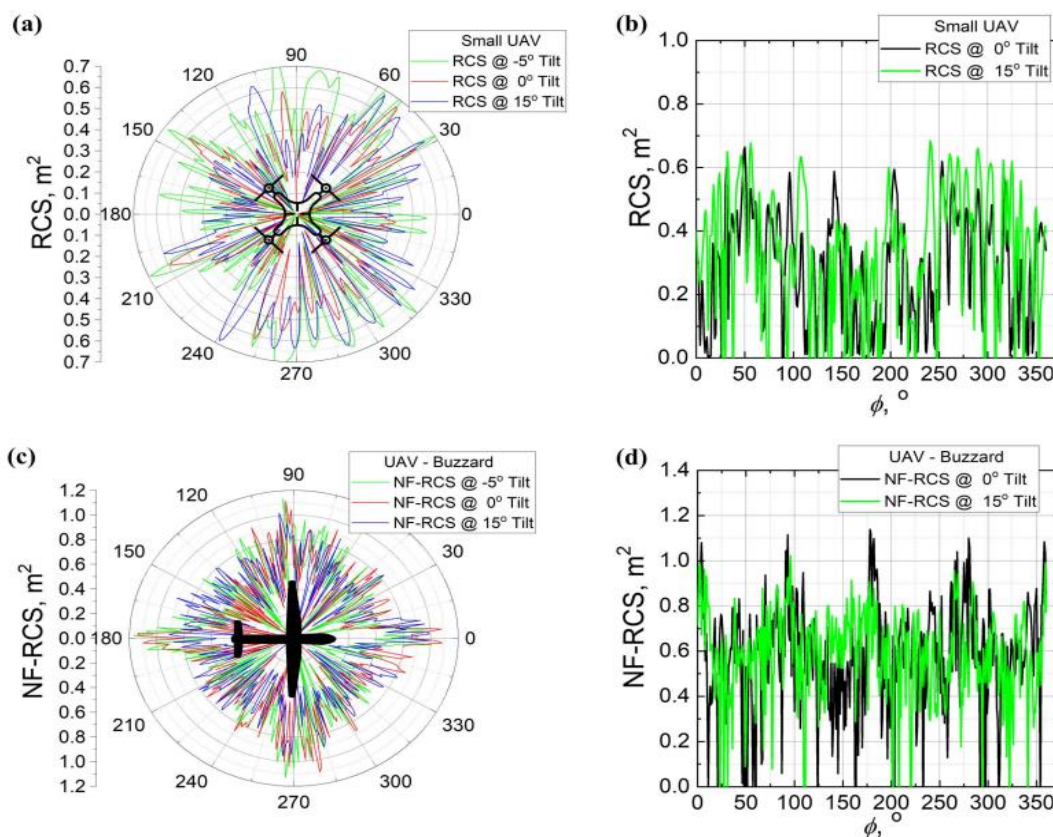 (a)
Small UAV
RCS @ -5° Tilt
RCS @ 0° Tilt
RCS @ 15° Tilt
RCS, m²
0.7
0.6
0.5
0.4
0.3
0.2
0.1
0.0
0.1
0.2
0.3
0.4
0.5
0.6
0.7
90
60
30
0
330
300
270
240
210
180
150
120
(b)
Small UAV
RCS @ 0° Tilt
RCS @ 15° Tilt
RCS, m²
1.0
0.8
0.6
0.4
0.2
0.0
0 50 100 150 200 250 300 350
ϕ, °
(c)
UAV - Buzzard
NF-RCS @ -5° Tilt
NF-RCS @ 0° Tilt
NF-RCS @ 15° Tilt
NF-RCS, m²
1.2
1.0
0.8
0.6
0.4
0.2
0.0
0.2
0.4
0.6
0.8
1.0
1.2
90
30
0
330
300
270
240
210
180
150
120
(d)
UAV - Buzzard
NF-RCS @ 0° Tilt
NF-RCS @ 15° Tilt
NF-RCS, m²
1.4
1.2
1.0
0.8
0.6
0.4
0.2
0.0
0 50 100 150 200 250 300 350
ϕ, °